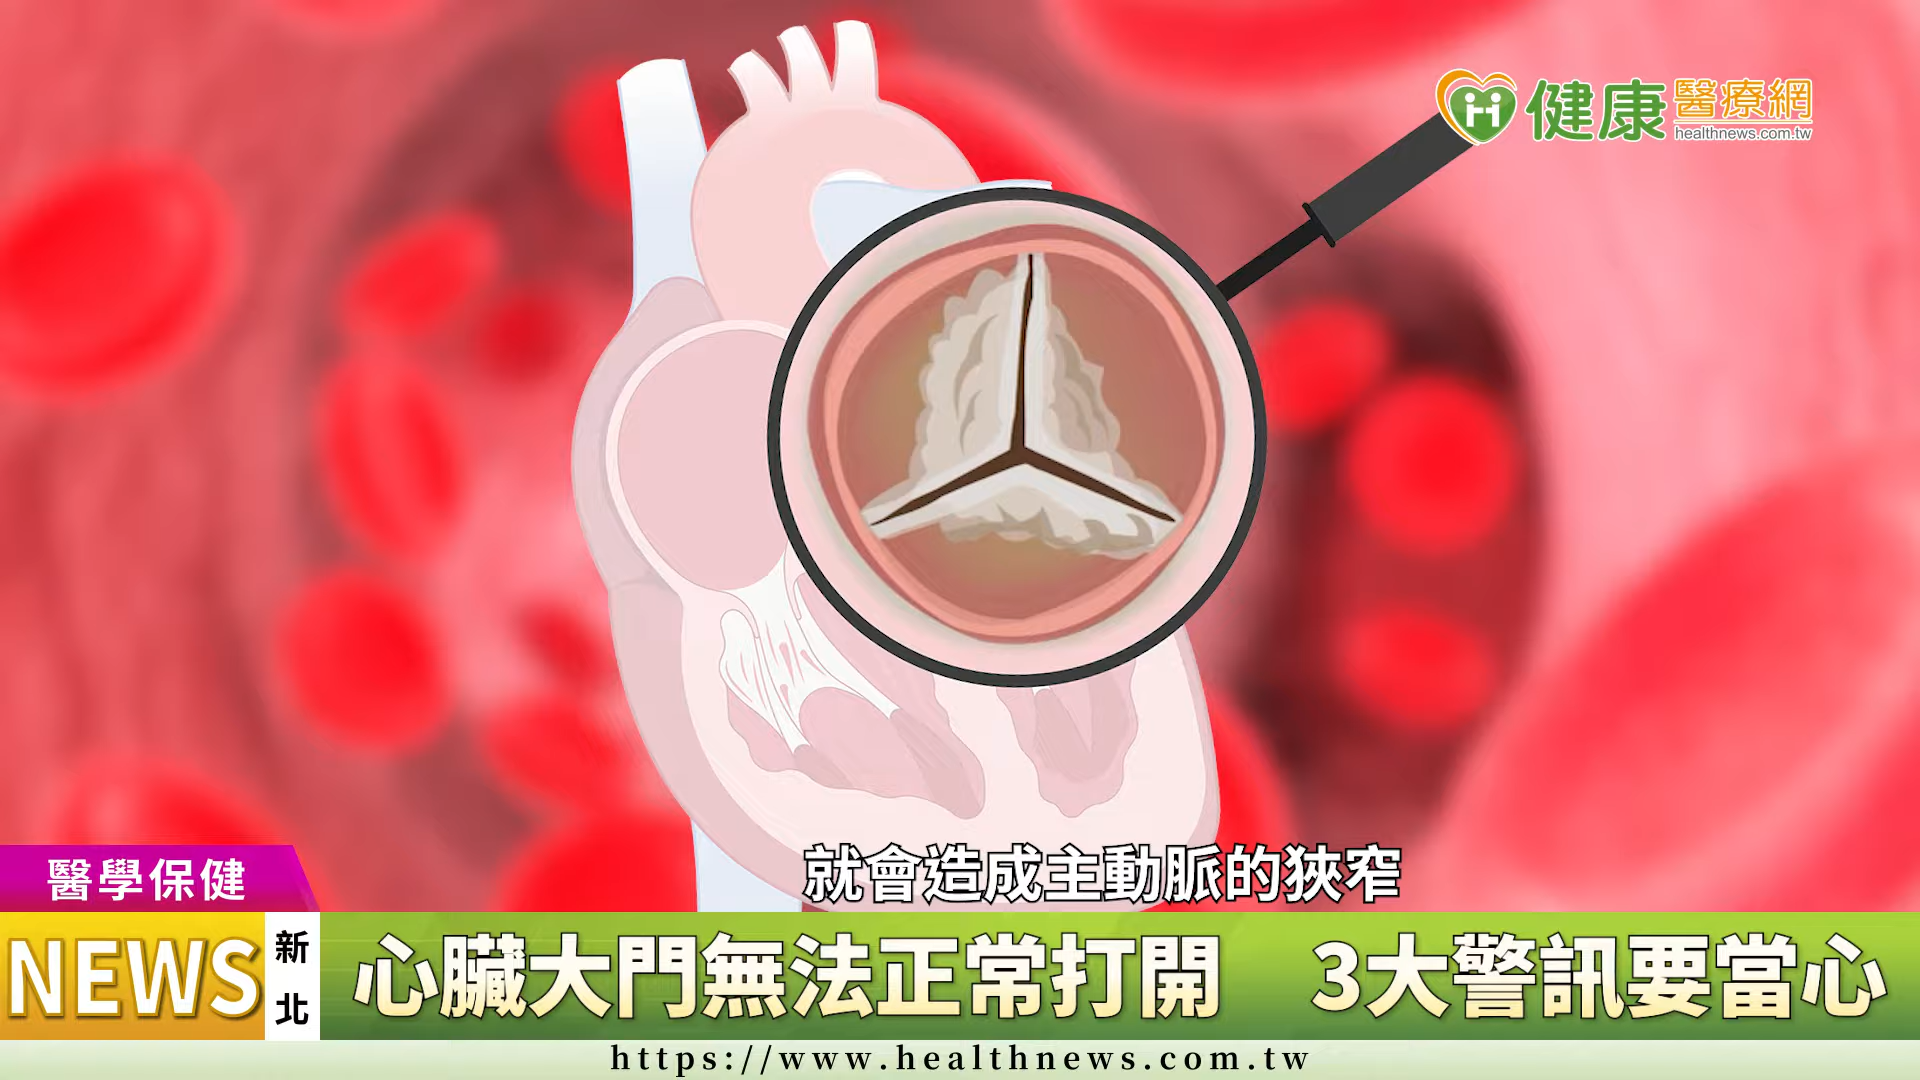 健康醫療網
healthnews.com.tw
就會造成主動脈的狹窄
醫學保健
NEWS
新北
心臟大門無法正常打開 3大警訊要當心
https://www.healthnews.com.tw